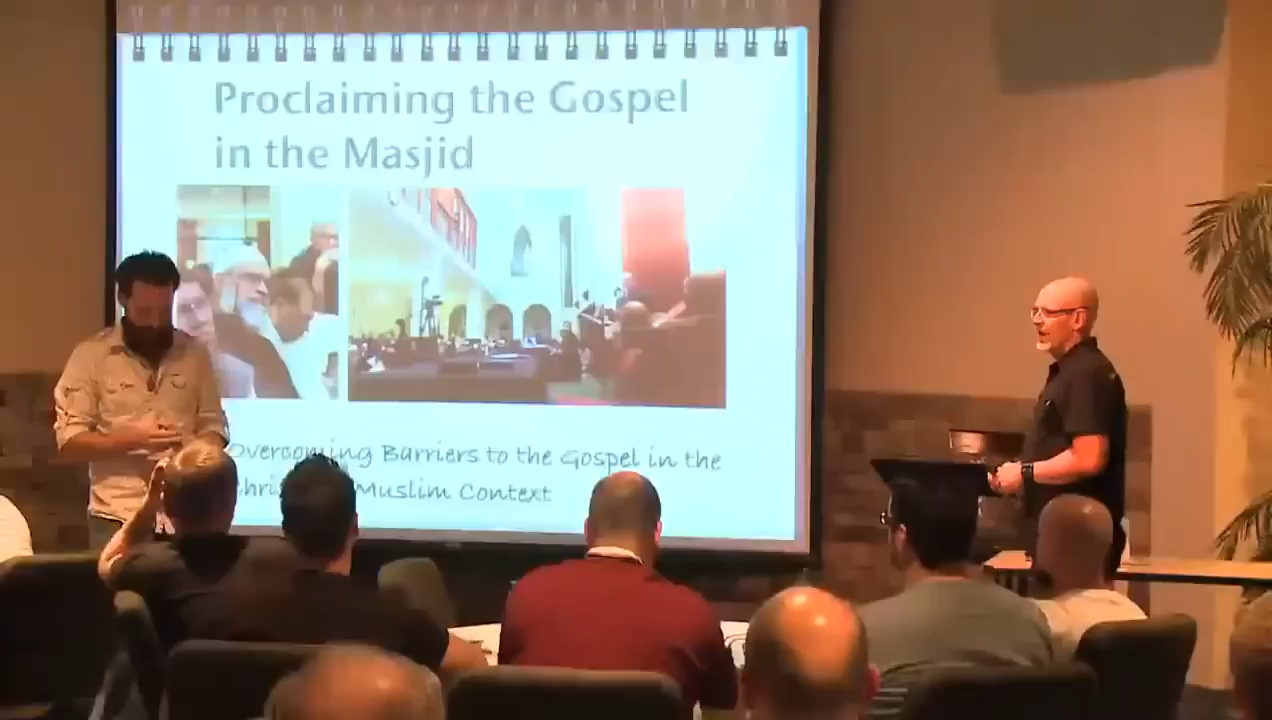 Proclaiming the Gospel
in the Masjid
Overcoming Barriers to the Gospel in the
Muslim Context